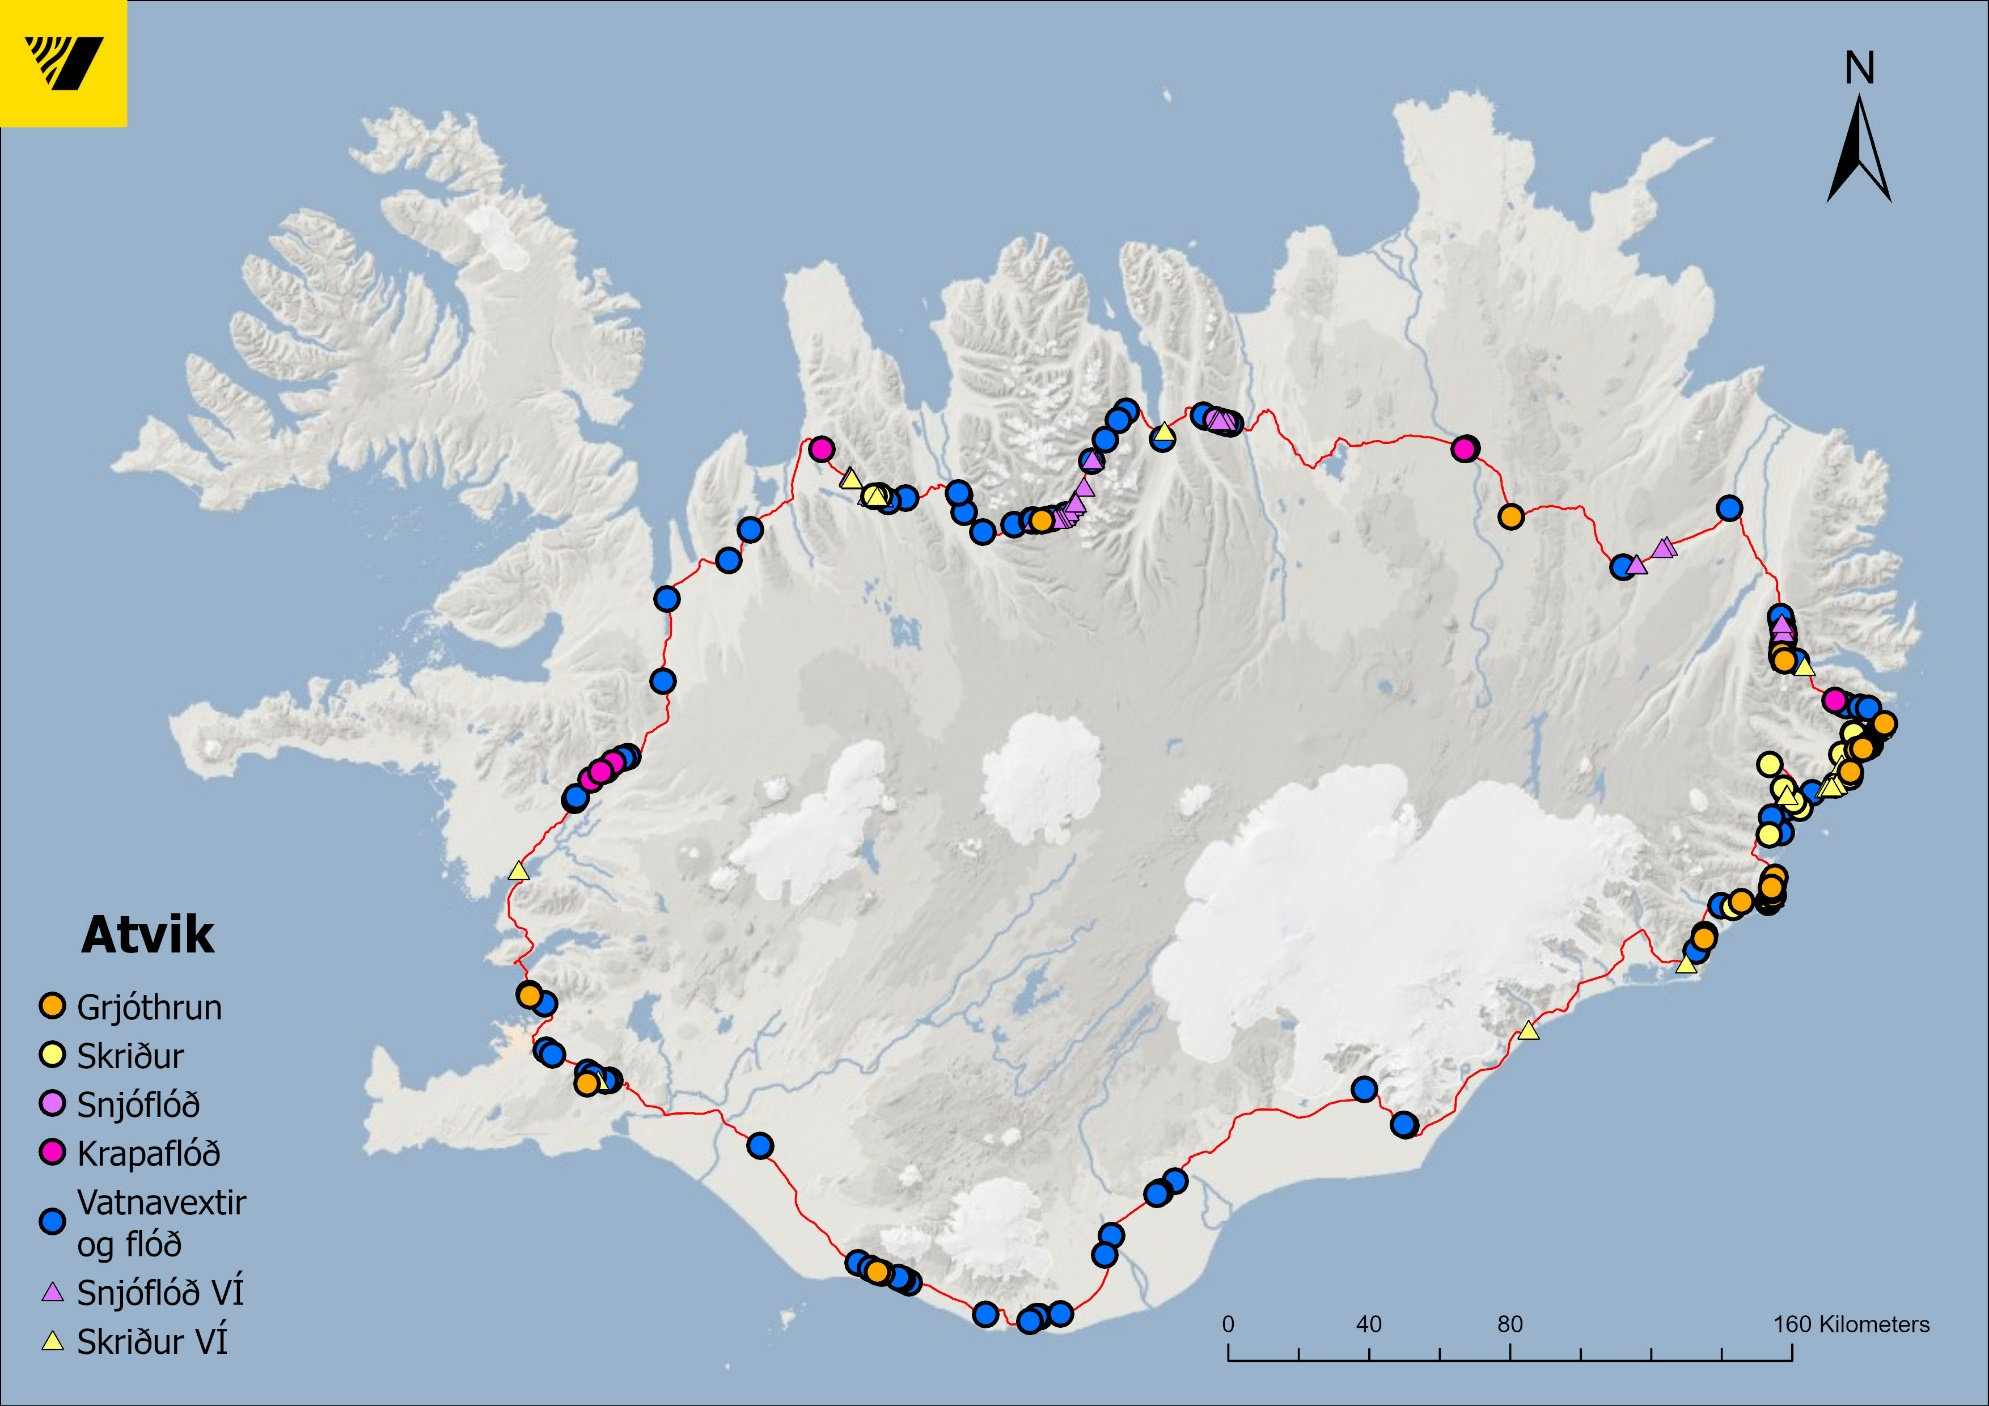 N
Atvik
Grjóthrun
Skriður
Snjóflóð
Krapaflóð
Vatnavextir
og flóð
Snjóflóð VÍ
Skriður VÍ
0 40 80 160 Kilometers